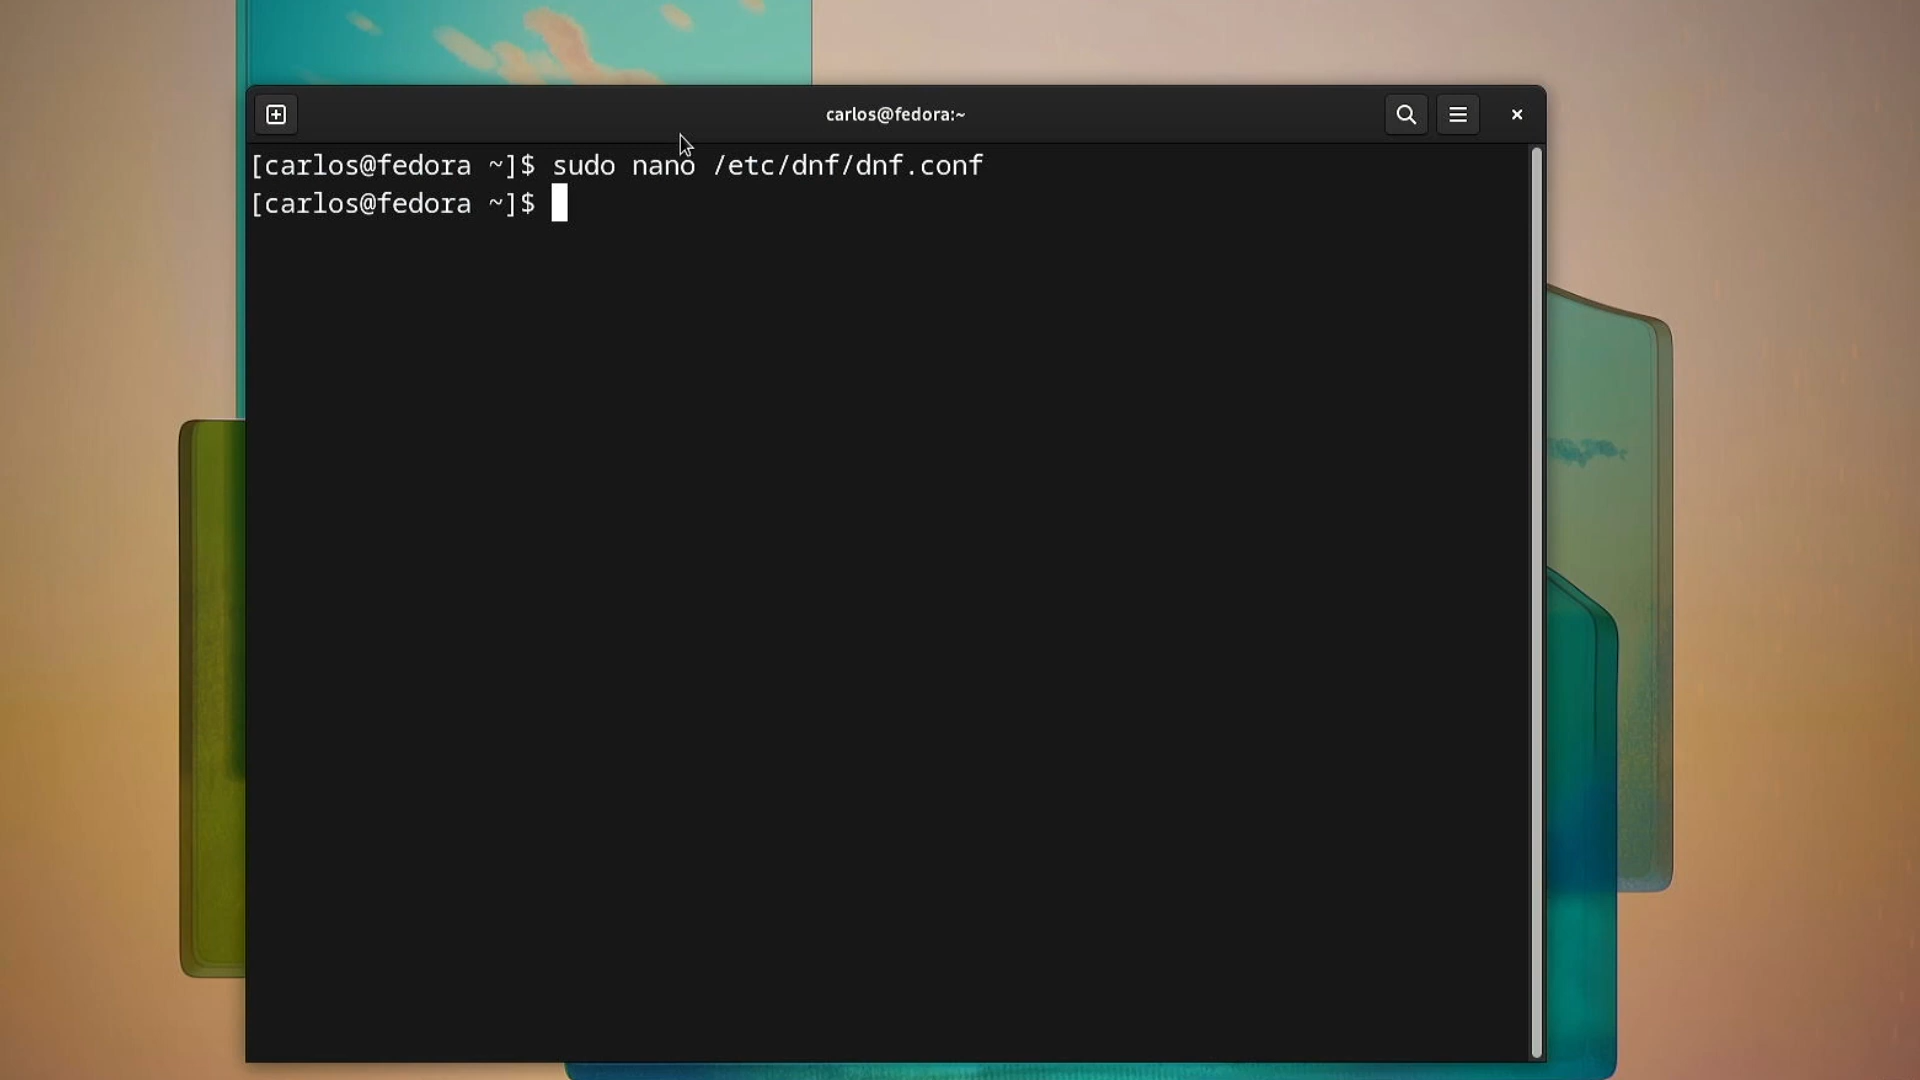 carlos@fedora:~
[carlos@fedora ~]$ sudo nano /etc/dnf/dnf.conf
[carlos@fedora ~]$